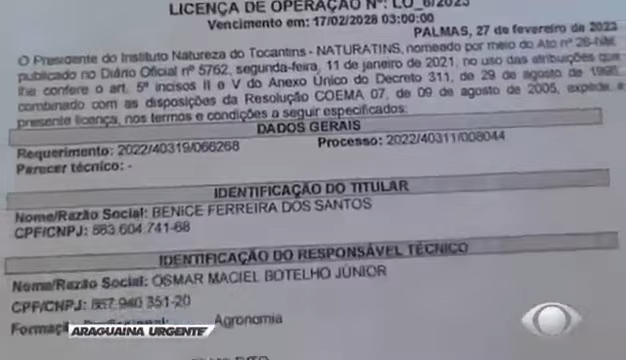 LICENÇA DE OPERAÇÃO Nº: LO_6/2023
Vencimento em: 17/02/2028 03:00:00
PALMAS, 27 de fevereiro de 2023
O Presidente do Instituto Natureza do Tocantins - NATURATINS, nomeado por meio do Ato nº 26-NM,
publicado no Diário Oficial nº 5762, segunda-feira, 11 de janeiro de 2021, no uso das atribuições que
lhe confere o art. 5º incisos II e V do Anexo Único do Decreto 311, de 29 de agosto de 1996,
combinado com as disposições da Resolução COEMA 07, de 09 de agosto de 2005, expede a
presente licença, nos termos e condições a seguir especificados:
DADOS GERAIS
Requerimento: 2022/40319/066268 Processo: 2022/40311/008044
Parecer técnico: -
IDENTIFICAÇÃO DO TITULAR
Nome/Razão Social: BENICE FERREIRA DOS SANTOS
CPF/CNPJ: 663.604.741-68
IDENTIFICAÇÃO DO RESPONSÁVEL TÉCNICO
Nome/Razão Social: OSMAR MACIEL BOTELHO JÚNIOR
CPF/CNPJ: 867.940.351-20
Agronomia
ARAGUAINA URGENTE